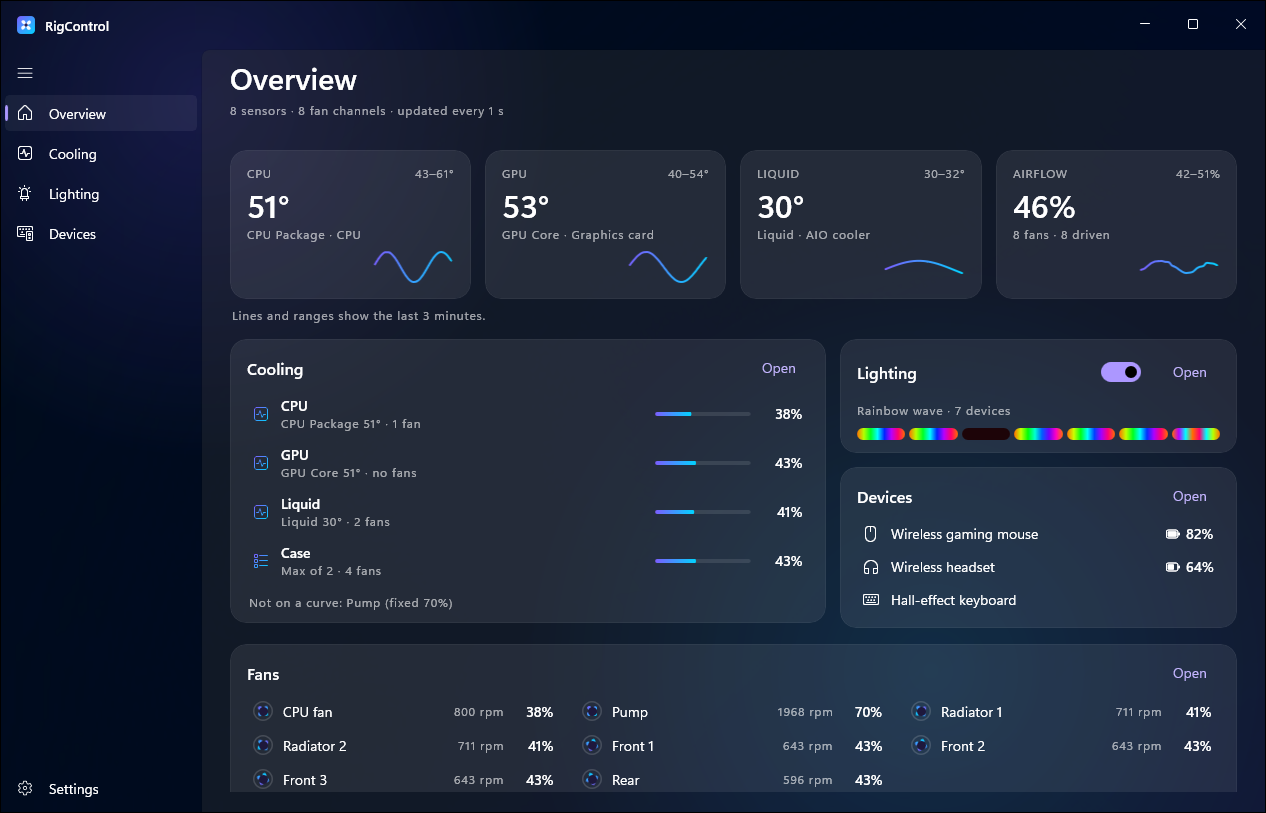 RigControl
Overview
Cooling
Lighting
Devices
Settings
Overview
8 sensors · 8 fan channels · updated every 1 s
CPU 43–61°
51°
CPU Package · CPU
GPU 40–54°
53°
GPU Core · Graphics card
LIQUID 30–32°
30°
Liquid · AIO cooler
AIRFLOW 42–51%
46%
8 fans · 8 driven
Lines and ranges show the last 3 minutes.
Cooling Open
CPU
CPU Package 51° · 1 fan 38%
GPU
GPU Core 51° · no fans 43%
Liquid
Liquid 30° · 2 fans 41%
Case
Max of 2 · 4 fans 43%
Not on a curve: Pump (fixed 70%)
Lighting Open
Rainbow wave · 7 devices
Devices Open
Wireless gaming mouse 82%
Wireless headset 64%
Hall-effect keyboard
Fans Open
CPU fan 800 rpm 38% Pump 1968 rpm 70% Radiator 1 711 rpm 41%
Radiator 2 711 rpm 41% Front 1 643 rpm 43% Front 2 643 rpm 43%
Front 3 643 rpm 43% Rear 596 rpm 43%